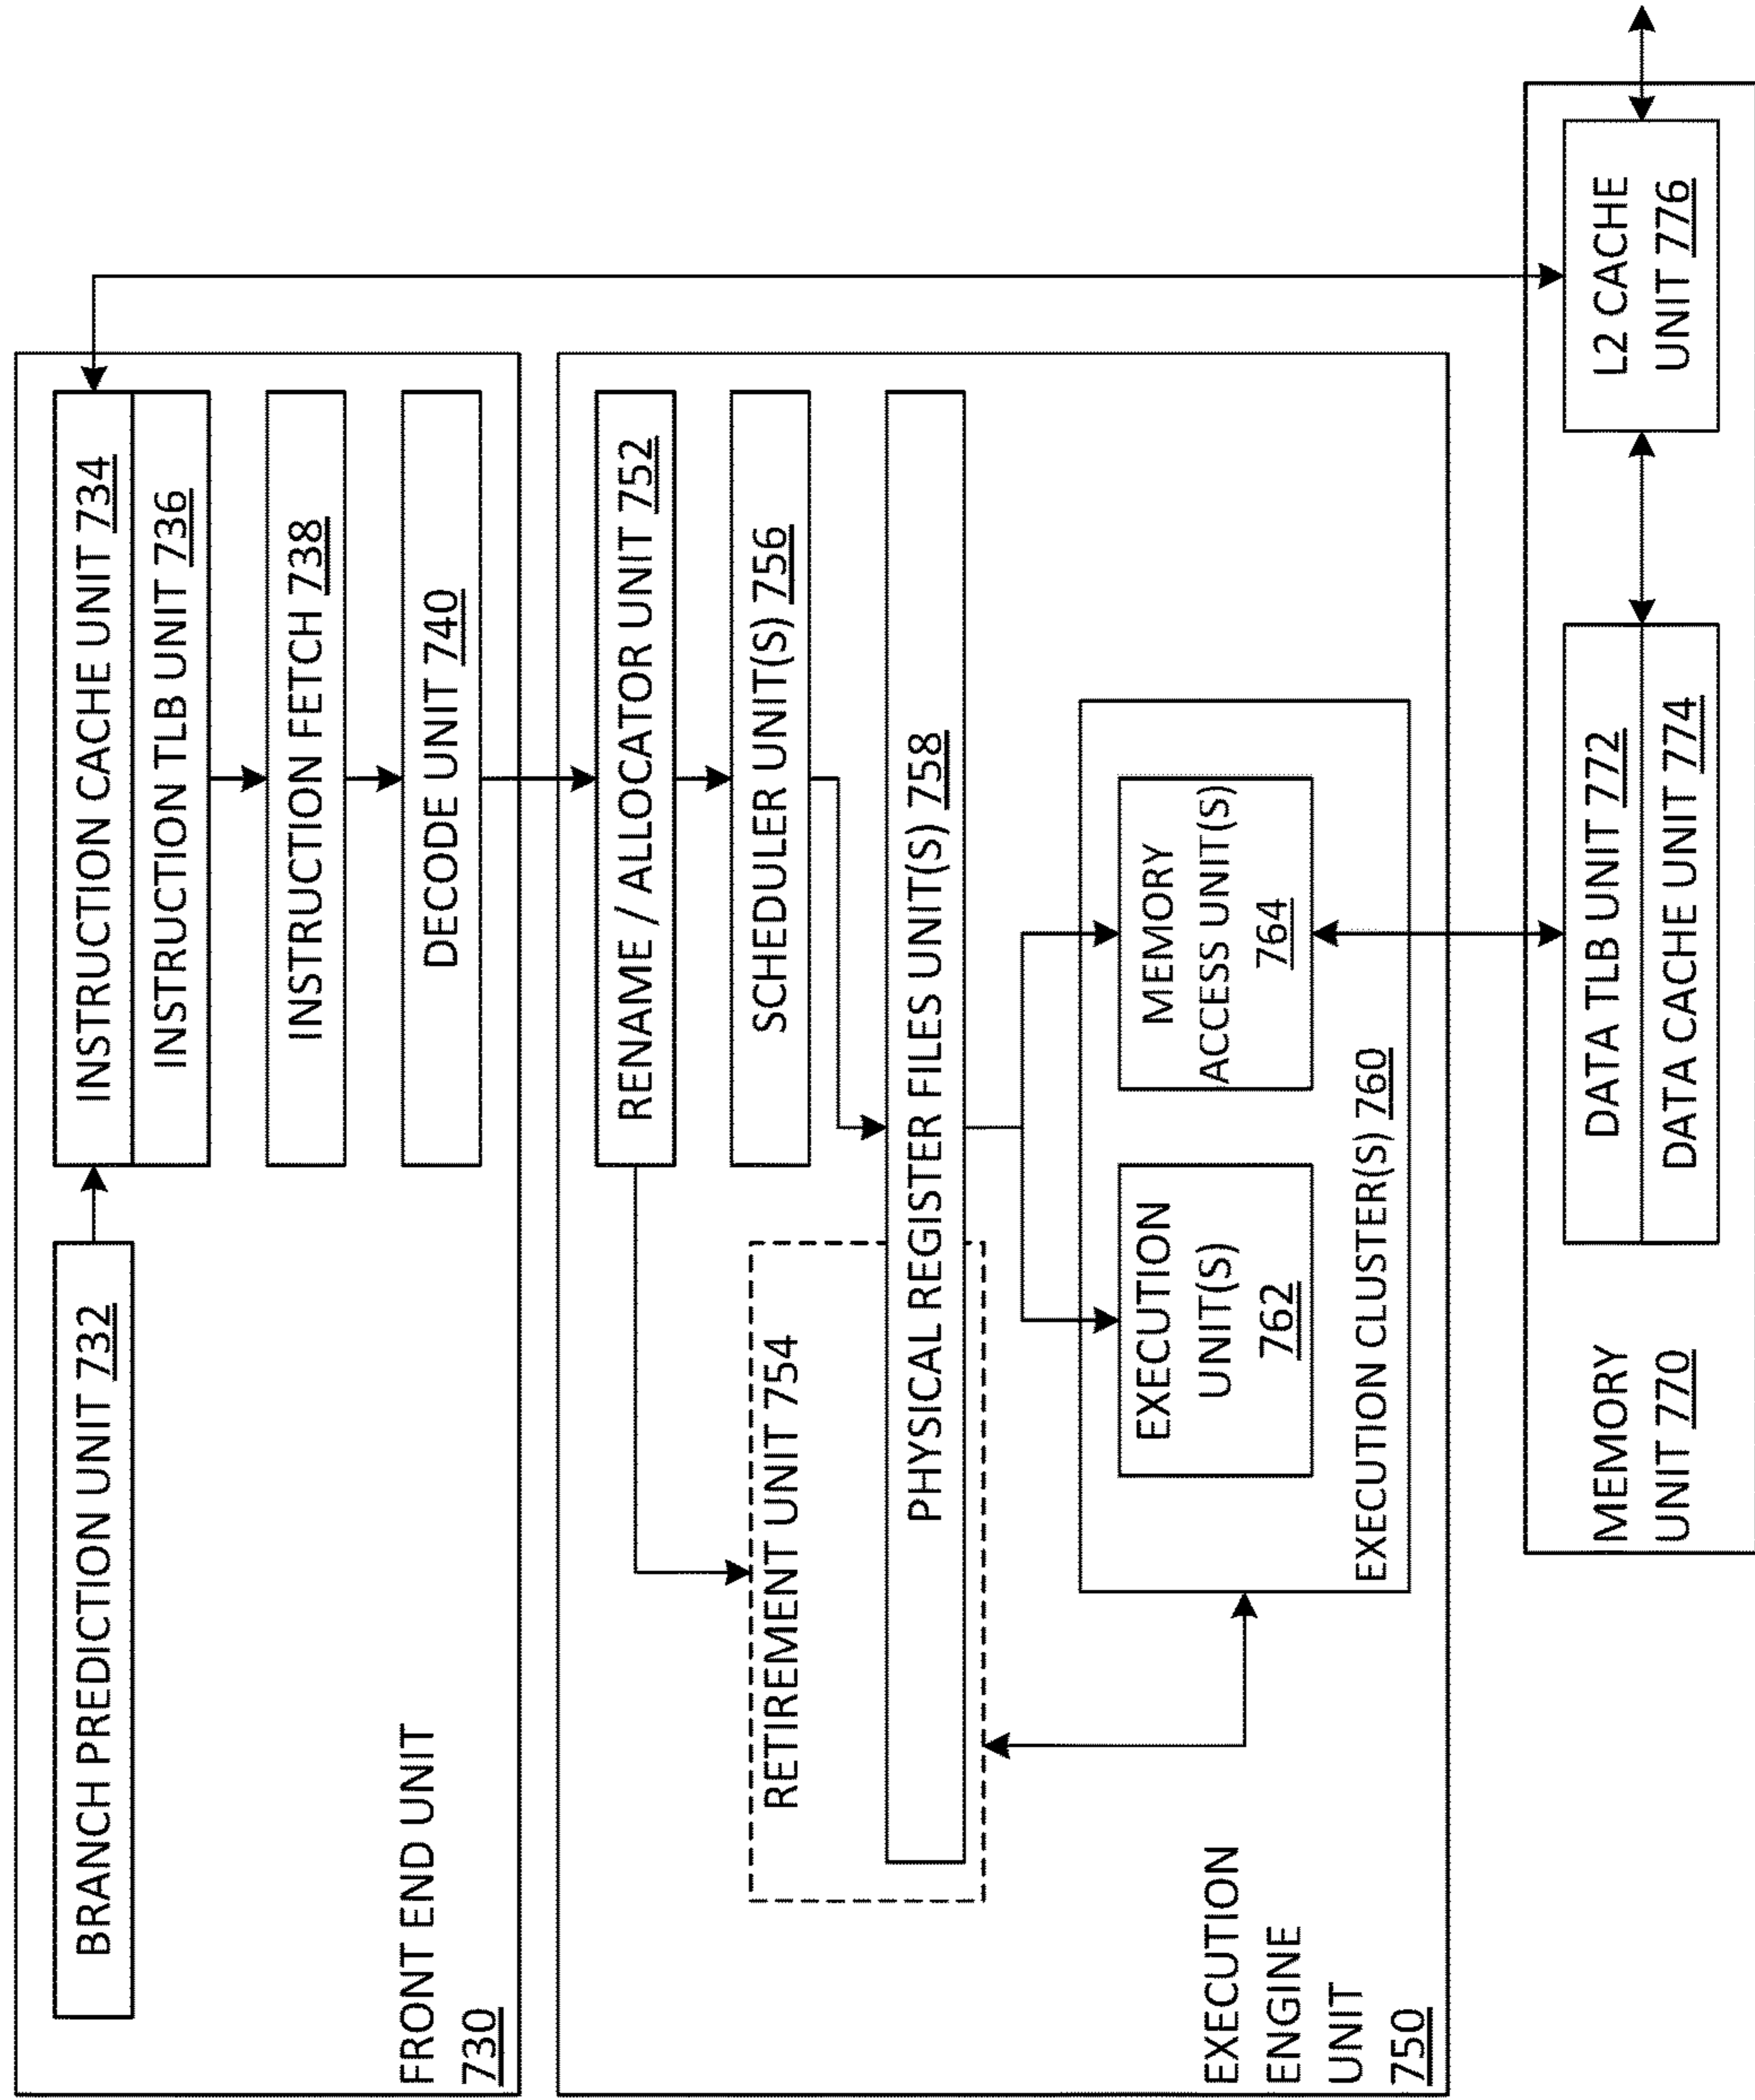 BRANCH PREDICTION UNIT 732
INSTRUCTION CACHE UNIT 734
INSTRUCTION TLB UNIT 736
INSTRUCTION FETCH 738
DECODE UNIT 740
FRONT END UNIT
730
RENAME / ALLOCATOR UNIT 752
SCHEDULER UNIT(S) 756
RETIREMENT UNIT 754
PHYSICAL REGISTER FILES UNIT(S) 758
EXECUTION
UNIT(S)
762
MEMORY
ACCESS UNIT(S)
764
EXECUTION CLUSTER(S) 760
EXECUTION
ENGINE
UNIT
750
MEMORY
UNIT 770
DATA TLB UNIT 772
DATA CACHE UNIT 774
L2 CACHE
UNIT 776